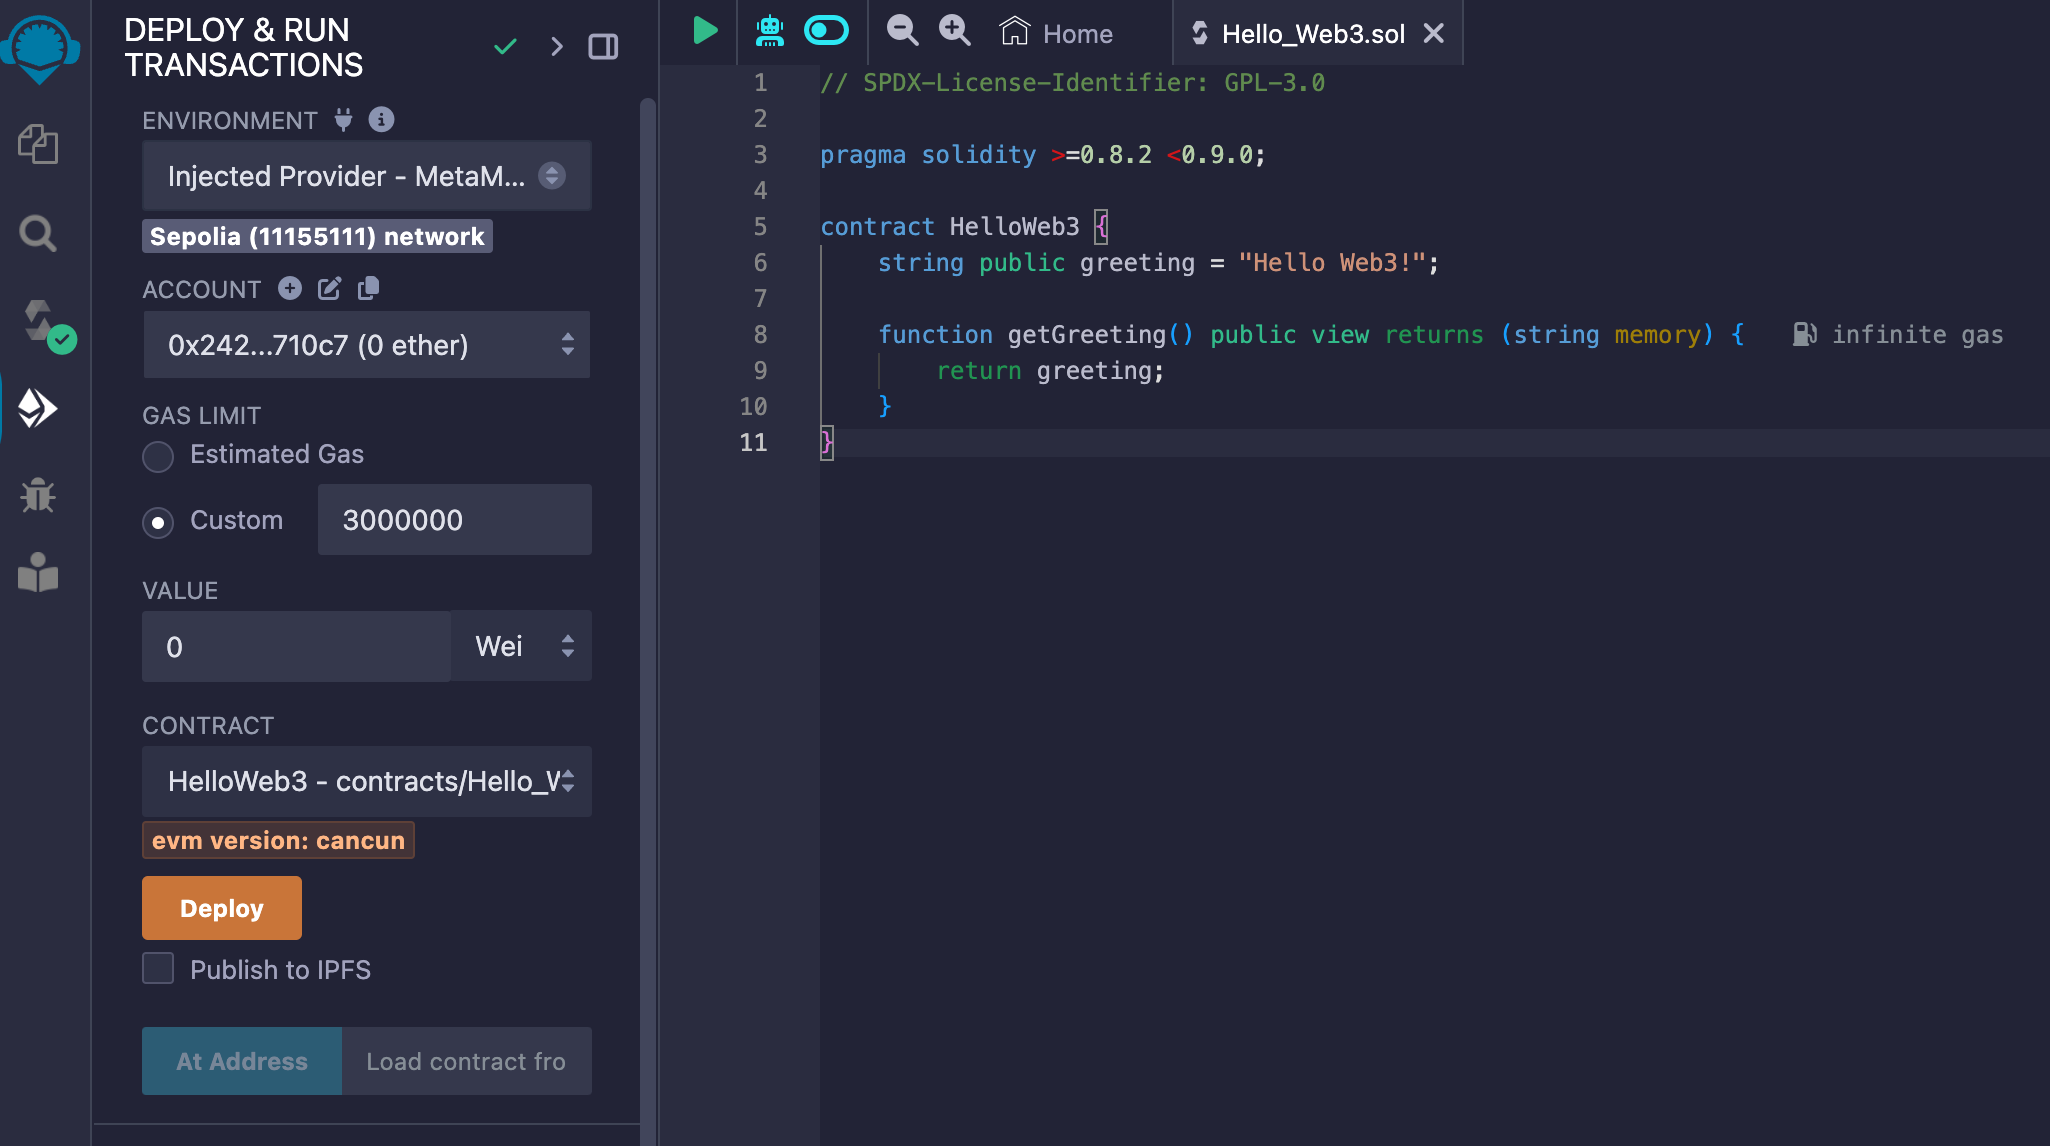 DEPLOY & RUN
TRANSACTIONS
ENVIRONMENT
Injected Provider - MetaM...
Sepolia (11155111) network
ACCOUNT
0x242...710c7 (0 ether)
GAS LIMIT
Estimated Gas
Custom
3000000
VALUE
0
Wei
CONTRACT
HelloWeb3 - contracts/Hello_W
evm version: cancun
Deploy
Publish to IPFS
At Address
Load contract fro
Home
Hello_Web3.sol
1 // SPDX-License-Identifier: GPL-3.0
2
3 pragma solidity >=0.8.2 <0.9.0;
4
5 contract HelloWeb3 {
6     string public greeting = "Hello Web3!";
7
8     function getGreeting() public view returns (string memory) { infinite gas
9         return greeting;
10     }
11 }